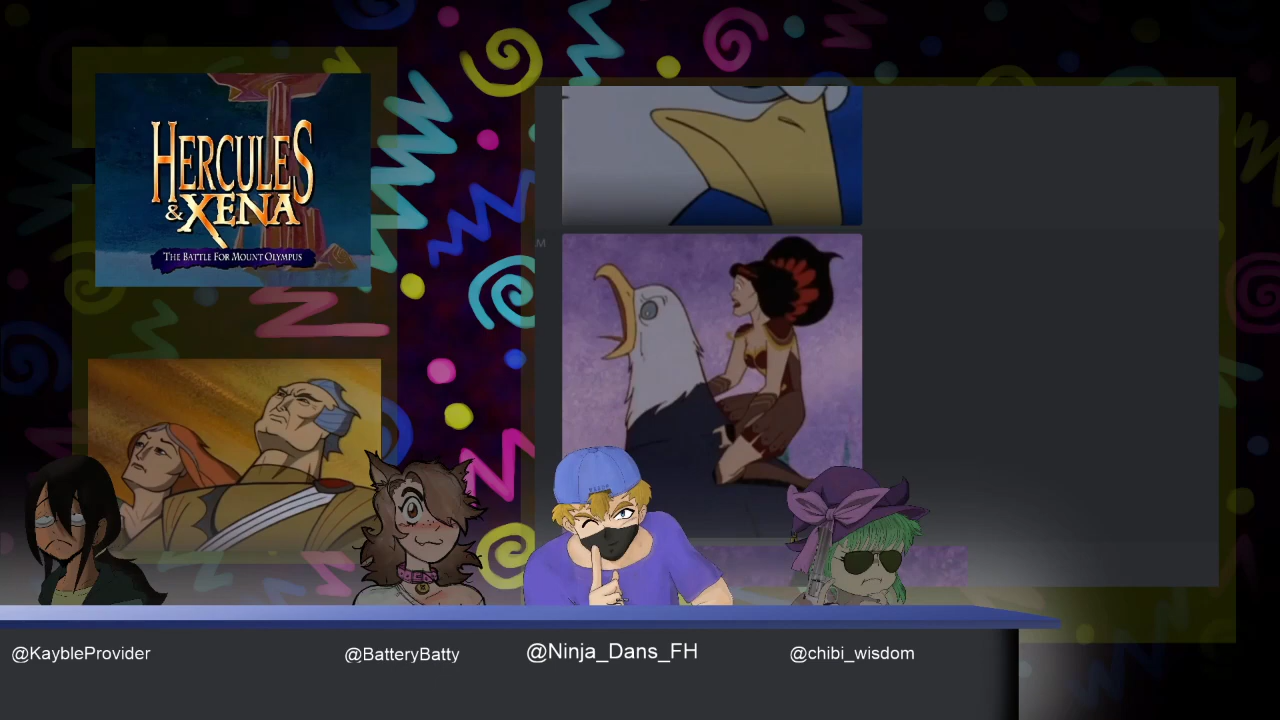 HERCULES
& XENA
THE BATTLE FOR MOUNT OLYMPUS
M
@KaybleProvider
@BatteryBatty
@Ninja_Dans_FH
@chibi_wisdom